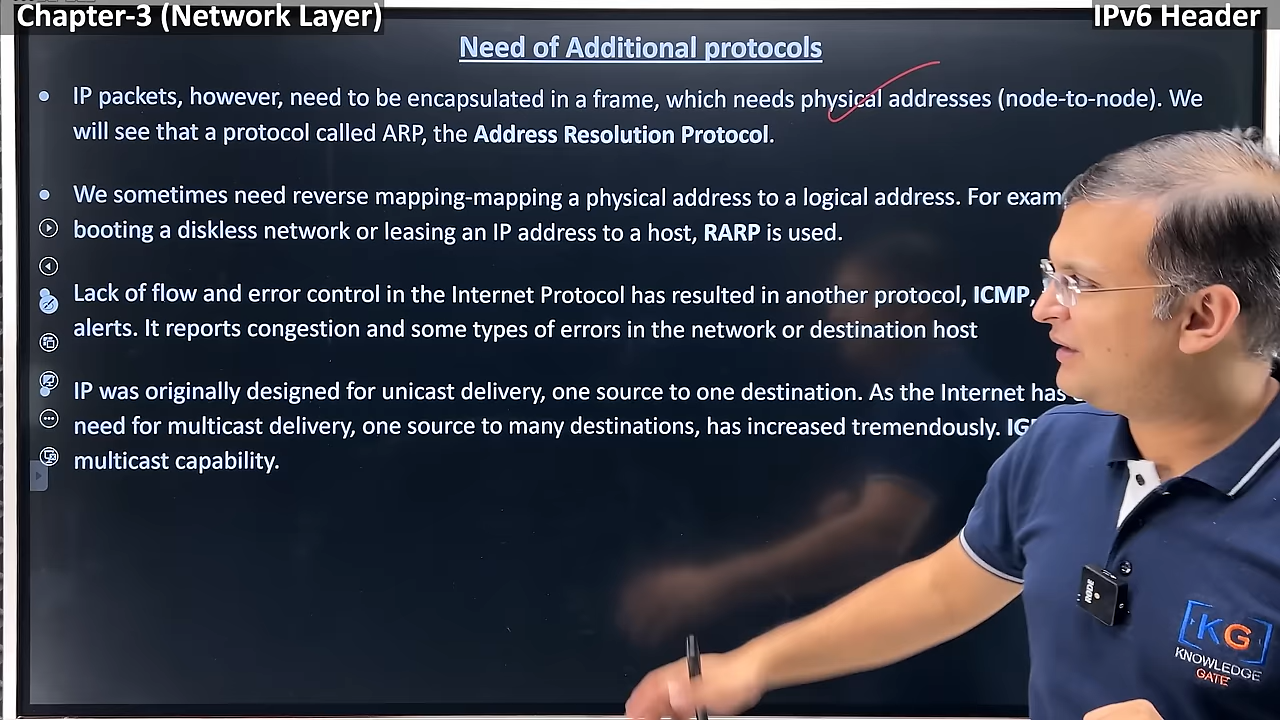 Chapter-3 (Network Layer)
IPv6 Header
Need of Additional protocols
IP packets, however, need to be encapsulated in a frame, which needs physical addresses (node-to-node). We
will see that a protocol called ARP, the Address Resolution Protocol.
We sometimes need reverse mapping-mapping a physical address to a logical address. For exam
booting a diskless network or leasing an IP address to a host, RARP is used.
Lack of flow and error control in the Internet Protocol has resulted in another protocol, ICMP,
alerts. It reports congestion and some types of errors in the network or destination host
IP was originally designed for unicast delivery, one source to one destination. As the Internet has
need for multicast delivery, one source to many destinations, has increased tremendously.
multicast capability.
RODE
KG
KNOWLEDGE
GATE